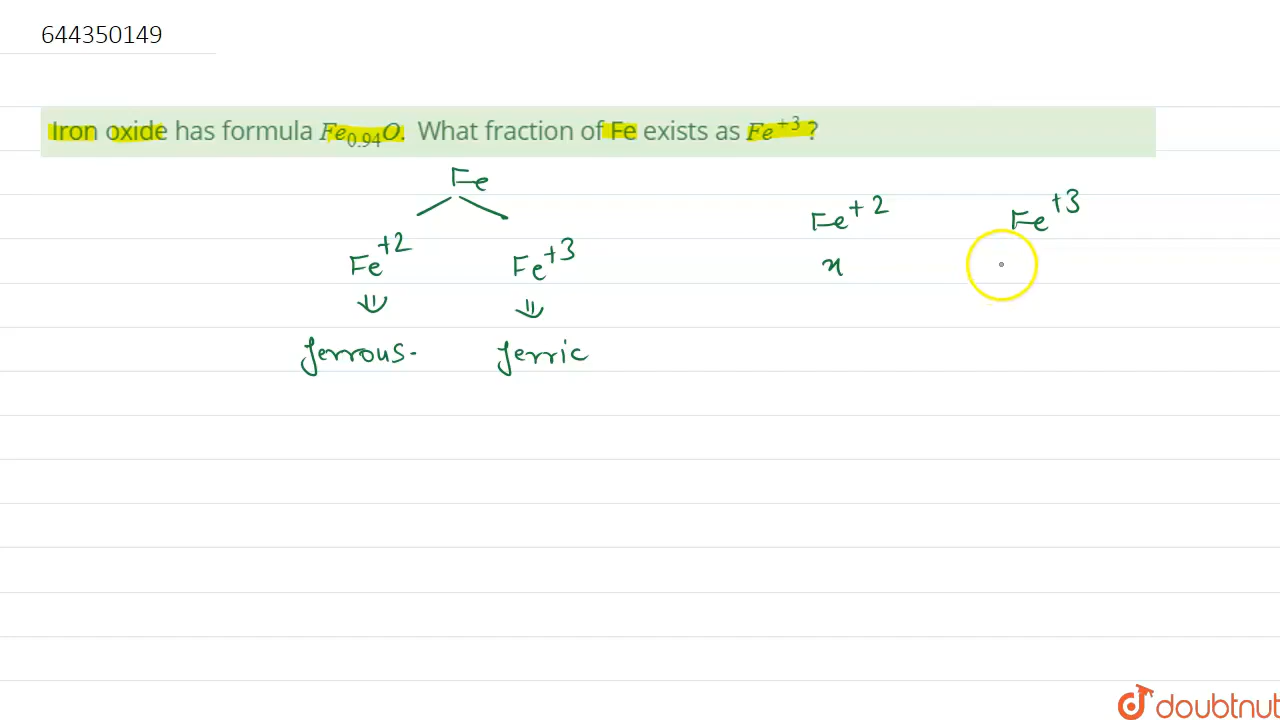 644350149
Iron oxide has formula Fe₀.₉₄O. What fraction of Fe exists as Fe⁺³?
Fe
Fe⁺² Fe⁺³
⇓ ⇓
ferrous. ferric
Fe⁺² Fe⁺³
x
doubtnut